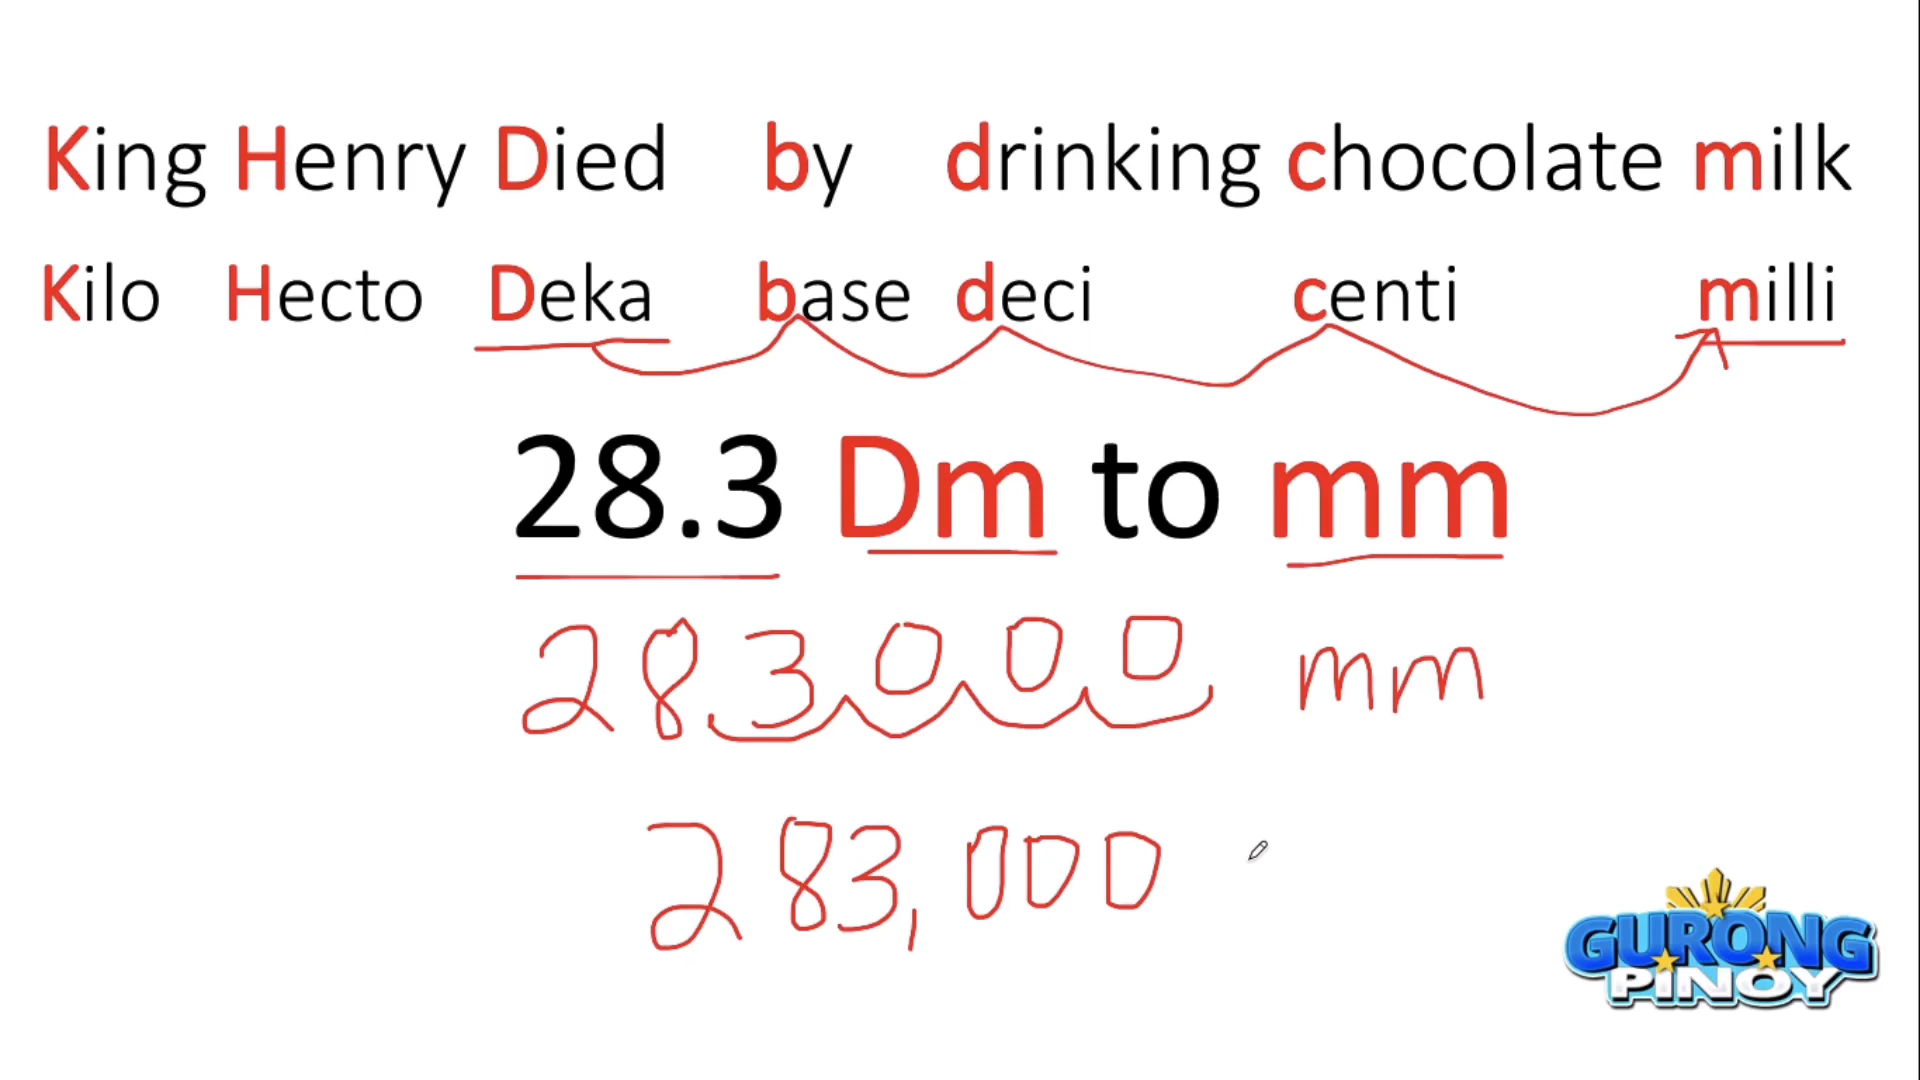 King Henry Died by drinking chocolate milk
Kilo Hecto Deka base deci centi milli
28.3 Dm to mm
283000 mm
283,000
GURONG
PINOY